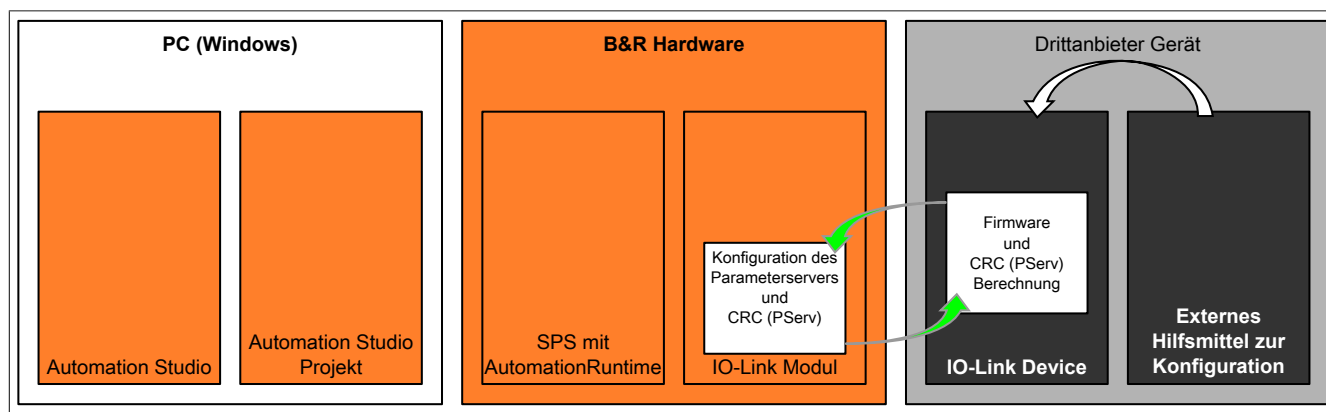 PC (Windows)
Automation Studio
Automation Studio
Projekt
B&R Hardware
SPS mit
AutomationRuntime
Konfiguration des
Parameterservers
und
CRC (PServ)
IO-Link Modul
Drittanbieter Gerät
Firmware
und
CRC (PServ)
Berechnung
IO-Link Device
Externes
Hilfsmittel zur
Konfiguration